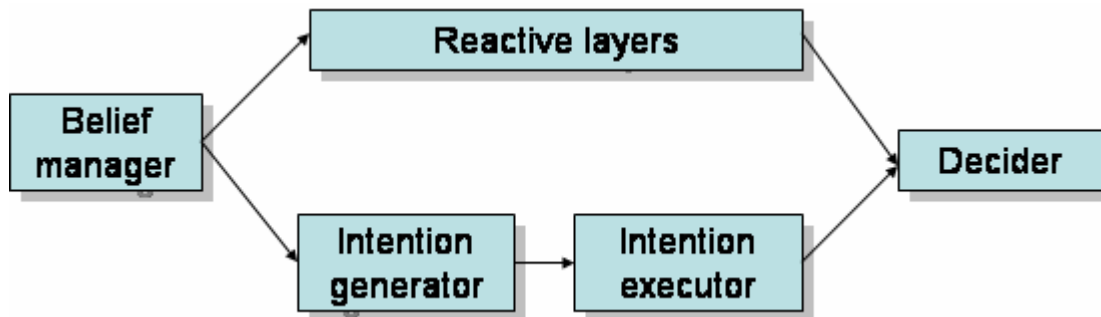 Reactive layers
Belief
manager
Decider
Intention
generator
Intention
executor